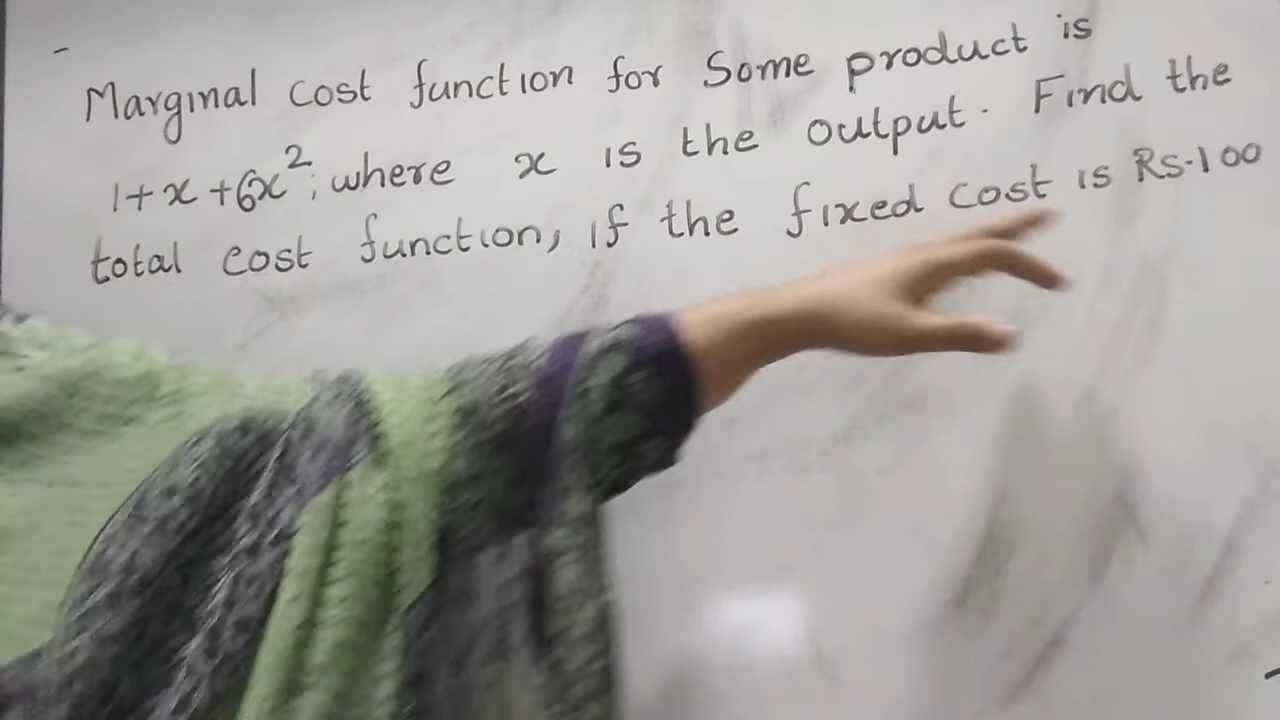 Marginal cost function for some product is
1+x+6x²; where x is the output. Find the
total cost function, if the fixed cost is Rs.100